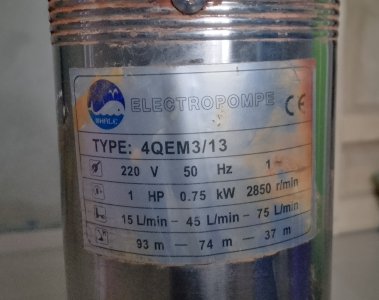 WHALE
ELECTROPOMPE CE
TYPE: 4QEM3/13
220 V 50 Hz 1~
1 HP 0.75 kW 2850 r/min
15 L/min — 45 L/min — 75 L/min
93 m — 74 m — 37 m